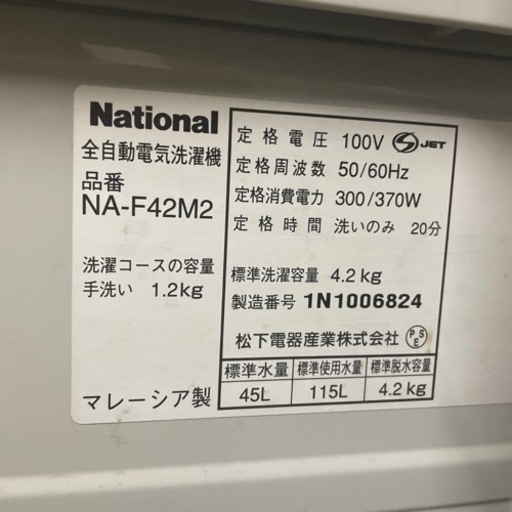 National
全自動電気洗濯機
品番
NA-F42M2
洗濯コースの容量
手洗い 1.2kg
マレーシア製
定格電圧 100V S JET
定格周波数 50/60Hz
定格消費電力 300/370W
定格時間 洗いのみ 20分
標準洗濯容量 4.2kg
製造番号 1N1006824
松下電器産業株式会社 PSE
標準水量 標準使用水量 標準脱水容量
45L 115L 4.2kg